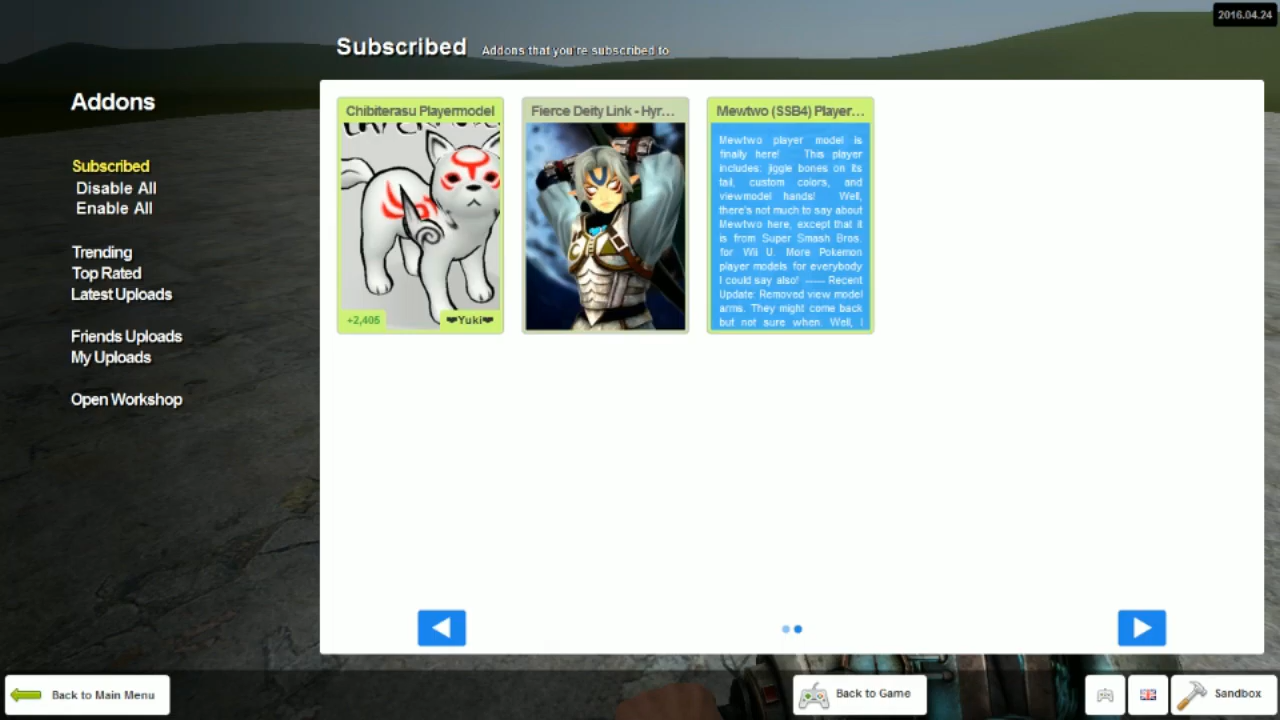 2016.04.24
Subscribed Addons that you're subscribed to
Addons
Subscribed
Disable All
Enable All
Trending
Top Rated
Latest Uploads
Friends Uploads
My Uploads
Open Workshop
Chibiterasu Playermodel
+2,405
❤Yuki❤
Fierce Deity Link - Hyr...
Mewtwo (SSB4) Player...
Mewtwo player model is
finally here! This player
includes: jiggle bones on its
tail, custom colors, and
viewmodel hands! Well,
there's not much to say about
Mewtwo here, except that it
is from Super Smash Bros.
for Wii U. More Pokemon
player models for everybody
I could say also! ----- Recent
Update: Removed view model
arms. They might come back
but not sure when. Well, I
Back to Main Menu
Back to Game
Sandbox